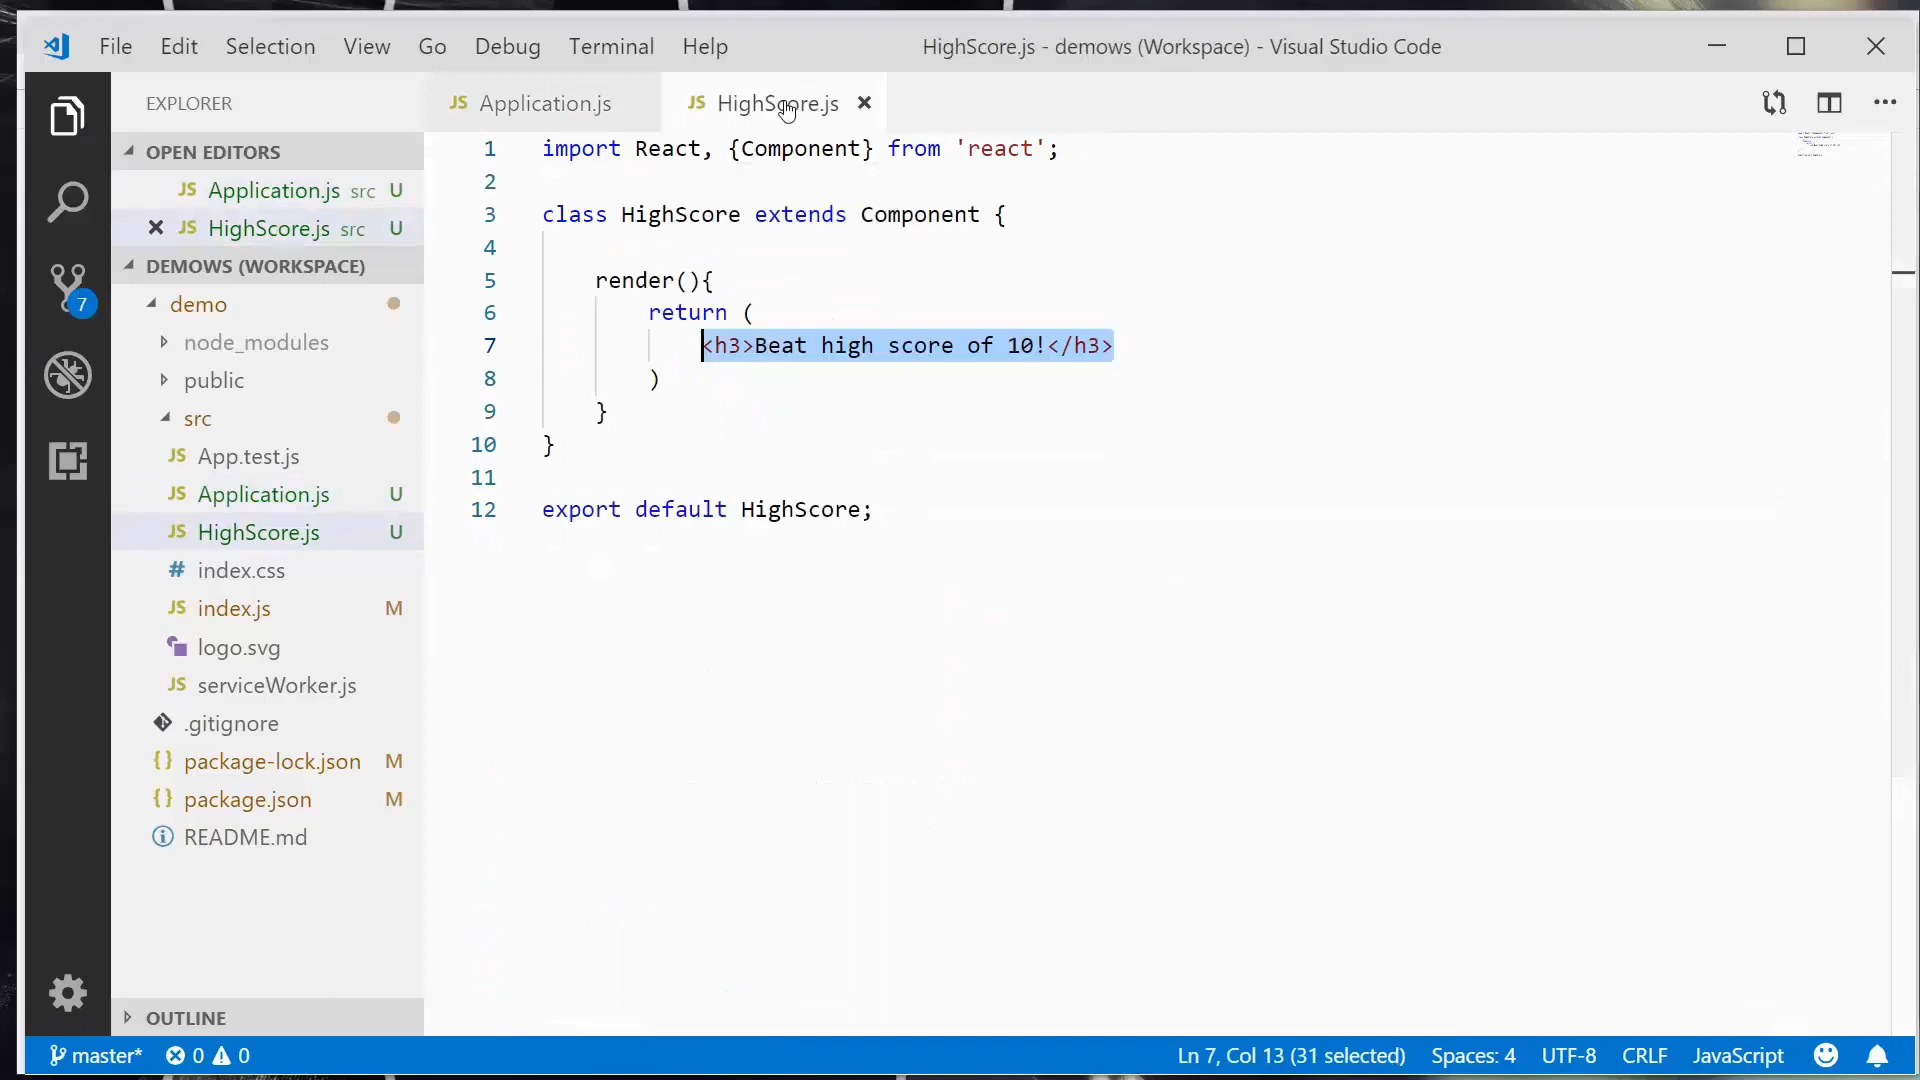 File Edit Selection View Go Debug Terminal Help HighScore.js - demows (Workspace) - Visual Studio Code
EXPLORER
OPEN EDITORS
JS Application.js src U
JS HighScore.js src U
DEMOWS (WORKSPACE)
demo
node_modules
public
src
JS App.test.js
JS Application.js U
JS HighScore.js U
# index.css
JS index.js M
logo.svg
JS serviceWorker.js
.gitignore
{} package-lock.json M
{} package.json M
README.md
OUTLINE
7
JS Application.js JS HighScore.js
1 import React, {Component} from 'react';
2
3 class HighScore extends Component {
4
5 render(){
6 return (
7 <h3>Beat high score of 10!</h3>
8 )
9 }
10 }
11
12 export default HighScore;
master* 0 0 Ln 7, Col 13 (31 selected) Spaces: 4 UTF-8 CRLF JavaScript